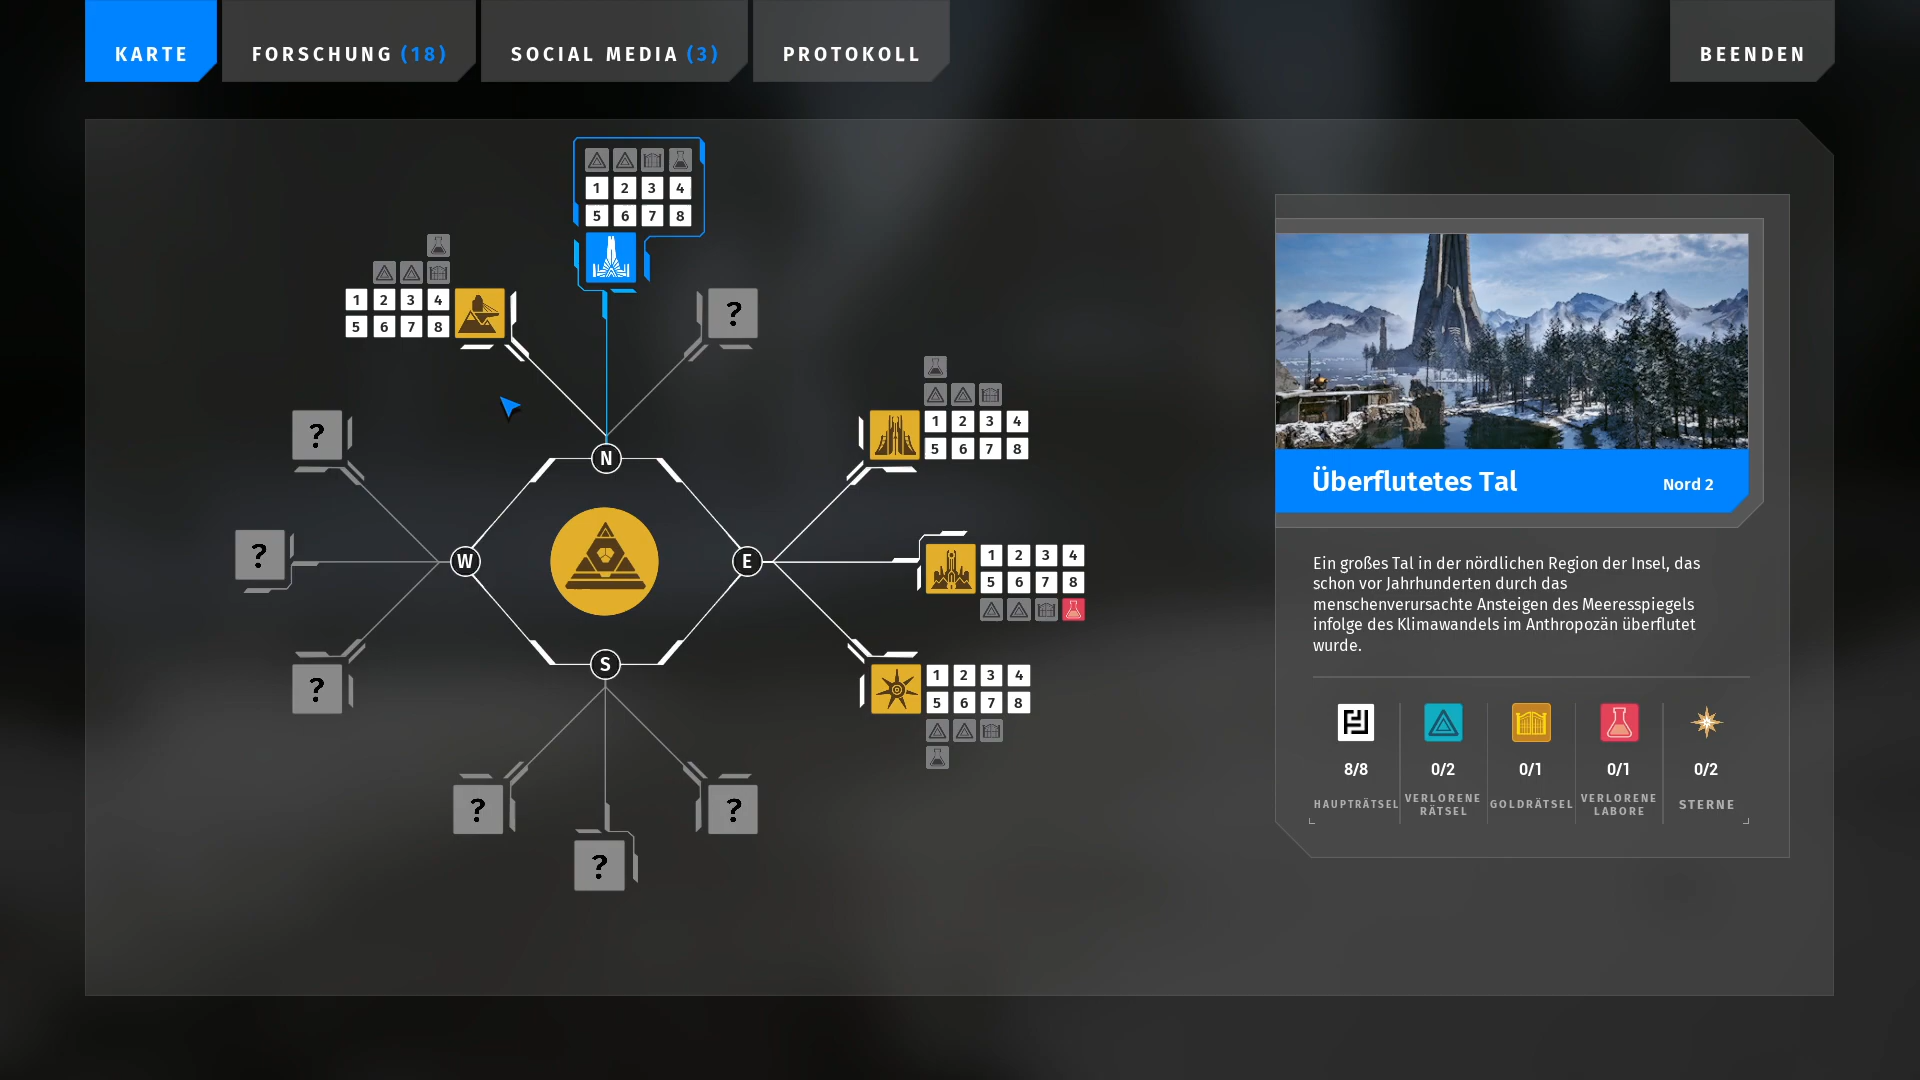 KARTE
FORSCHUNG (18)
SOCIAL MEDIA (3)
PROTOKOLL
BEENDEN
1 2 3 4
5 6 7 8
1 2 3 4
5 6 7 8
?
?
1 2 3 4
5 6 7 8
N
?
W
E
1 2 3 4
5 6 7 8
S
?
1 2 3 4
5 6 7 8
?
?
?
Überflutetes Tal
Nord 2
Ein großes Tal in der nördlichen Region der Insel, das
schon vor Jahrhunderten durch das
menschenverursachte Ansteigen des Meeresspiegels
infolge des Klimawandels im Anthropozän überflutet
wurde.
8/8
0/2
0/1
0/1
0/2
HAUPTRÄTSEL
VERLORENE
RÄTSEL
GOLDRÄTSEL
VERLORENE
LABORE
STERNE